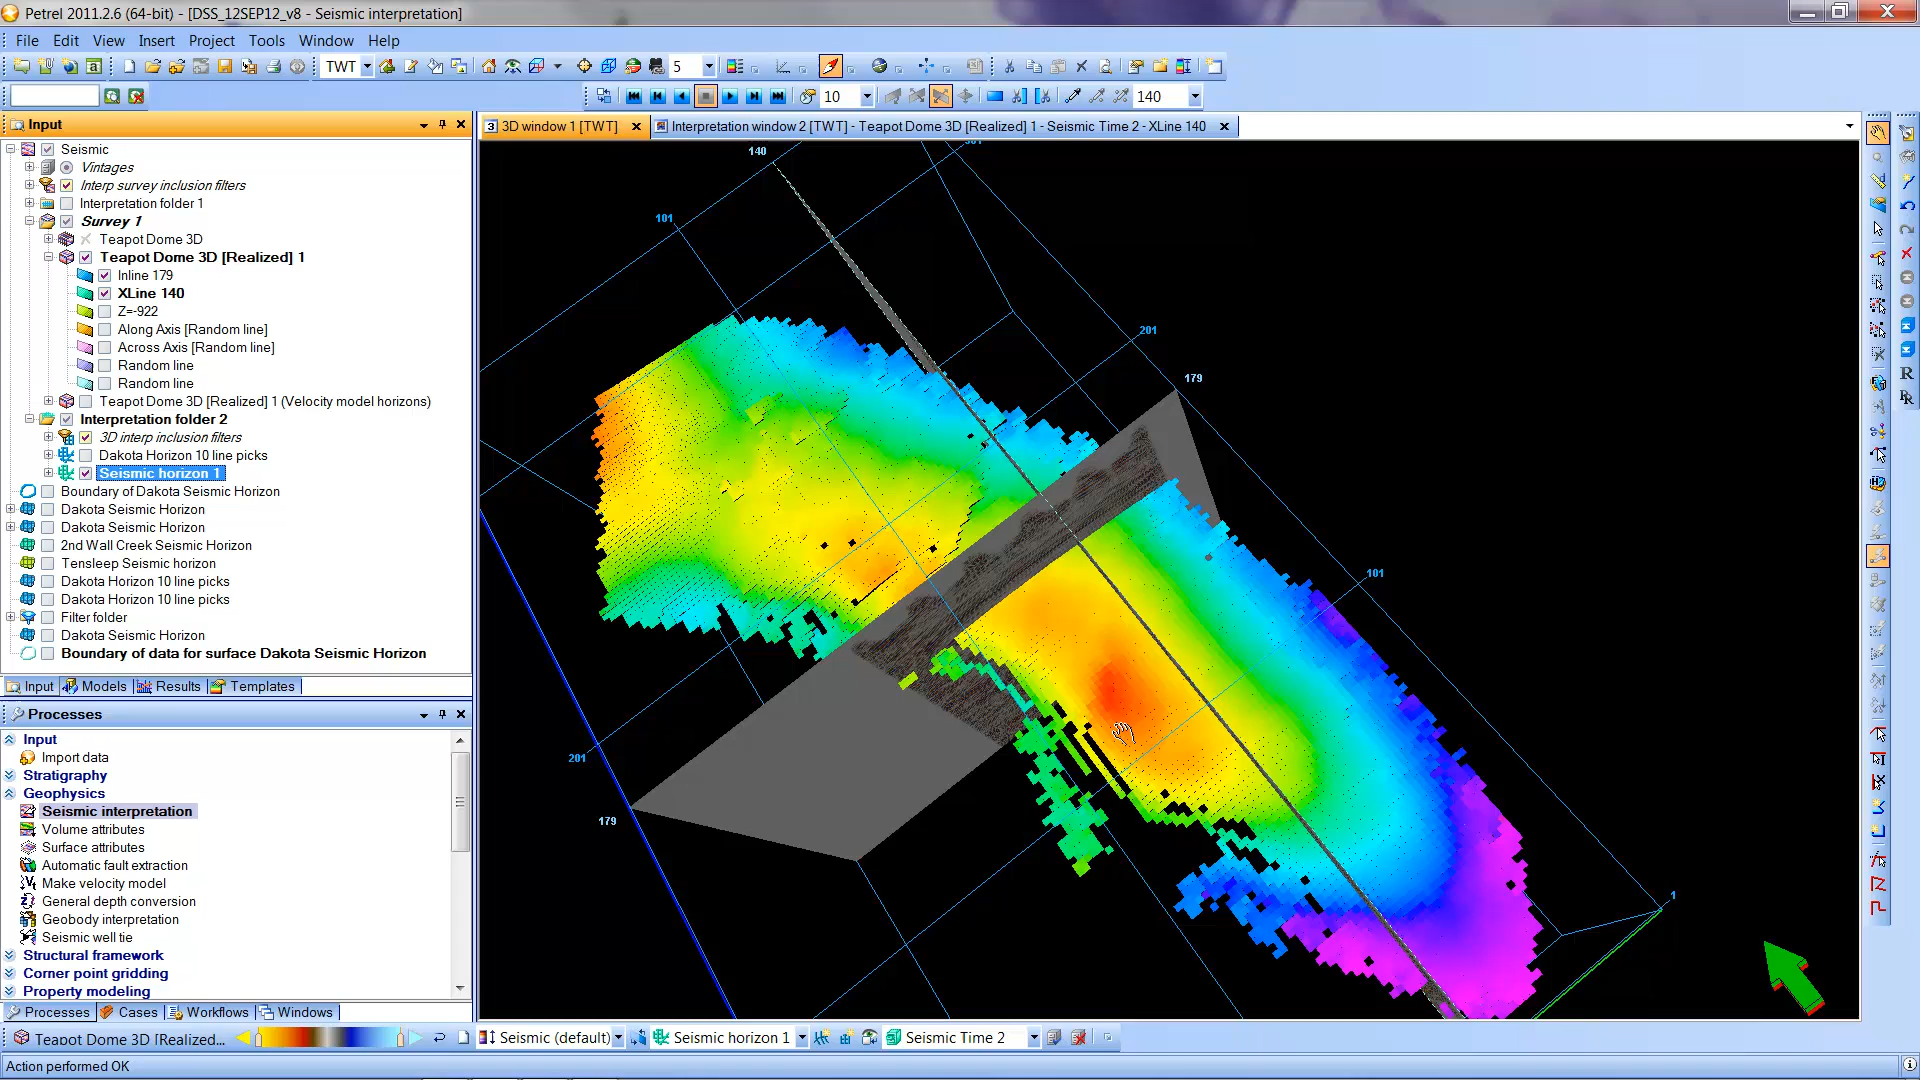 Petrel 2011.2.6 (64-bit) - [DSS_12SEP12_v8 - Seismic interpretation]
File Edit View Insert Project Tools Window Help
TWT 5
10 140
Input
3D window 1 [TWT] Interpretation window 2 [TWT] - Teapot Dome 3D [Realized] 1 - Seismic Time 2 - XLine 140
Seismic
Vintages
Interp survey inclusion filters
Interpretation folder 1
Survey 1
Teapot Dome 3D
Teapot Dome 3D [Realized] 1
Inline 179
XLine 140
Z=-922
Along Axis [Random line]
Across Axis [Random line]
Random line
Random line
Teapot Dome 3D [Realized] 1 (Velocity model horizons)
Interpretation folder 2
3D interp inclusion filters
Dakota Horizon 10 line picks
Seismic horizon 1
Boundary of Dakota Seismic Horizon
Dakota Seismic Horizon
Dakota Seismic Horizon
2nd Wall Creek Seismic Horizon
Tensleep Seismic horizon
Dakota Horizon 10 line picks
Dakota Horizon 10 line picks
Filter folder
Dakota Seismic Horizon
Boundary of data for surface Dakota Seismic Horizon
Input Models Results Templates
Processes
Input
Import data
Stratigraphy
Geophysics
Seismic interpretation
Volume attributes
Surface attributes
Automatic fault extraction
Make velocity model
General depth conversion
Geobody interpretation
Seismic well tie
Structural framework
Corner point gridding
Property modeling
Processes Cases Workflows Windows
140
101
201
179
101
201
179
1
Teapot Dome 3D [Realized... Seismic (default) Seismic horizon 1 Seismic Time 2
Action performed OK